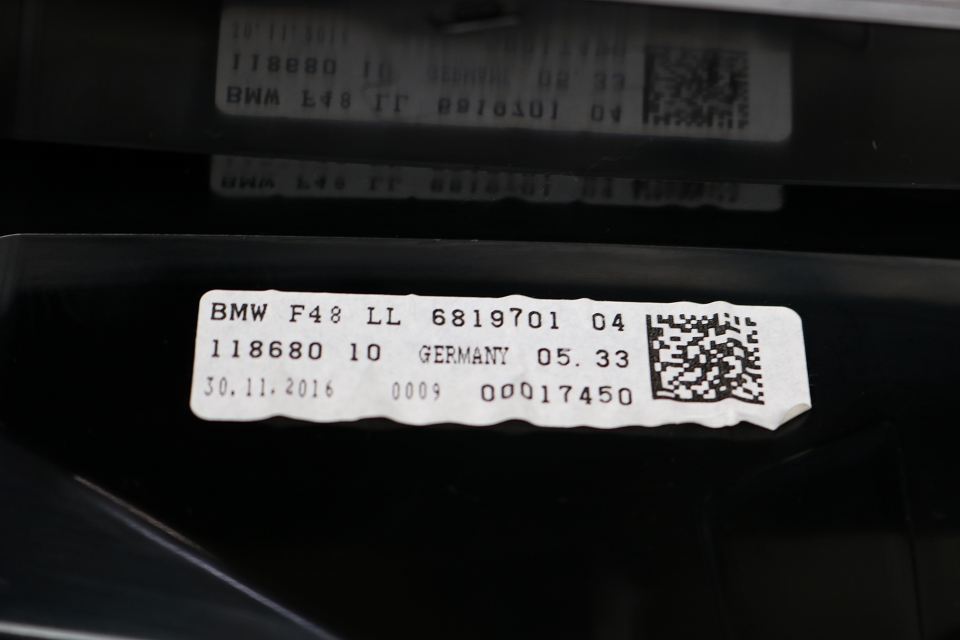 BMW F48 LL 6819701 04
118680 10 GERMANY 05.33
30.11.2016 0009 00017450